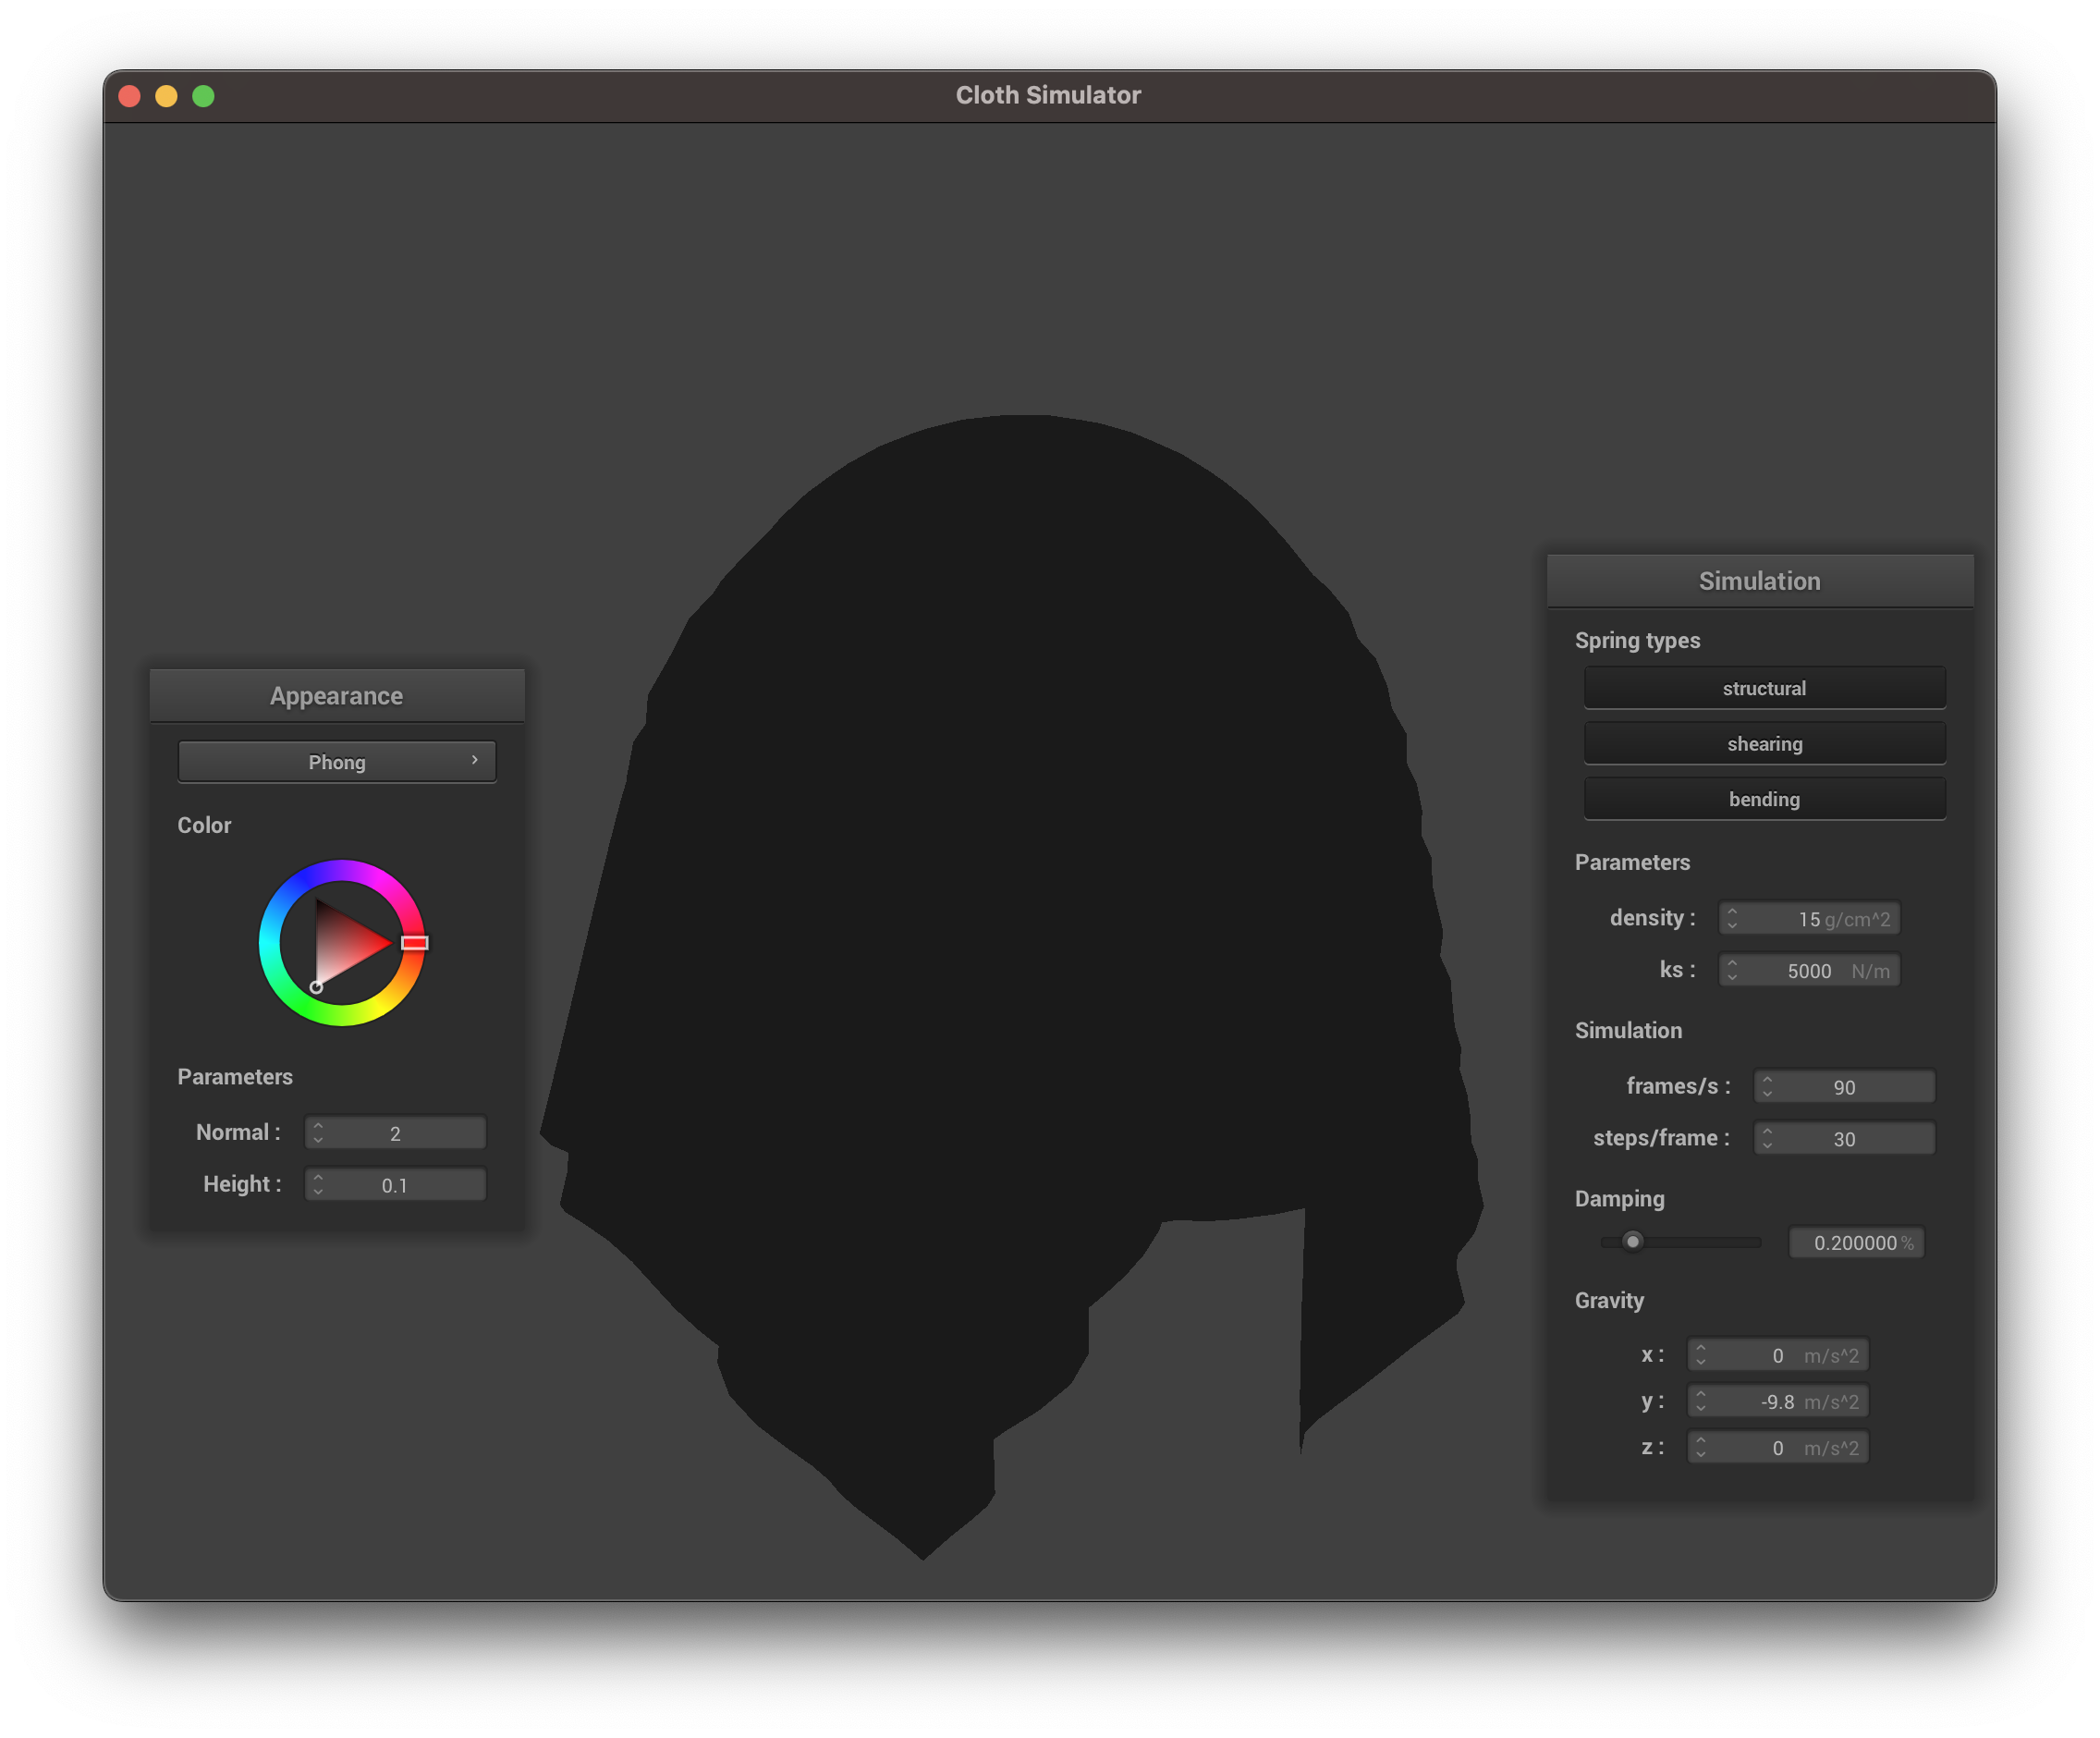 Cloth Simulator
Appearance
Phong
Color
Parameters
Normal : 2
Height : 0.1
Simulation
Spring types
structural
shearing
bending
Parameters
density : 15 g/cm^2
ks : 5000 N/m
Simulation
frames/s : 90
steps/frame : 30
Damping
0.200000 %
Gravity
x : 0 m/s^2
y : -9.8 m/s^2
z : 0 m/s^2